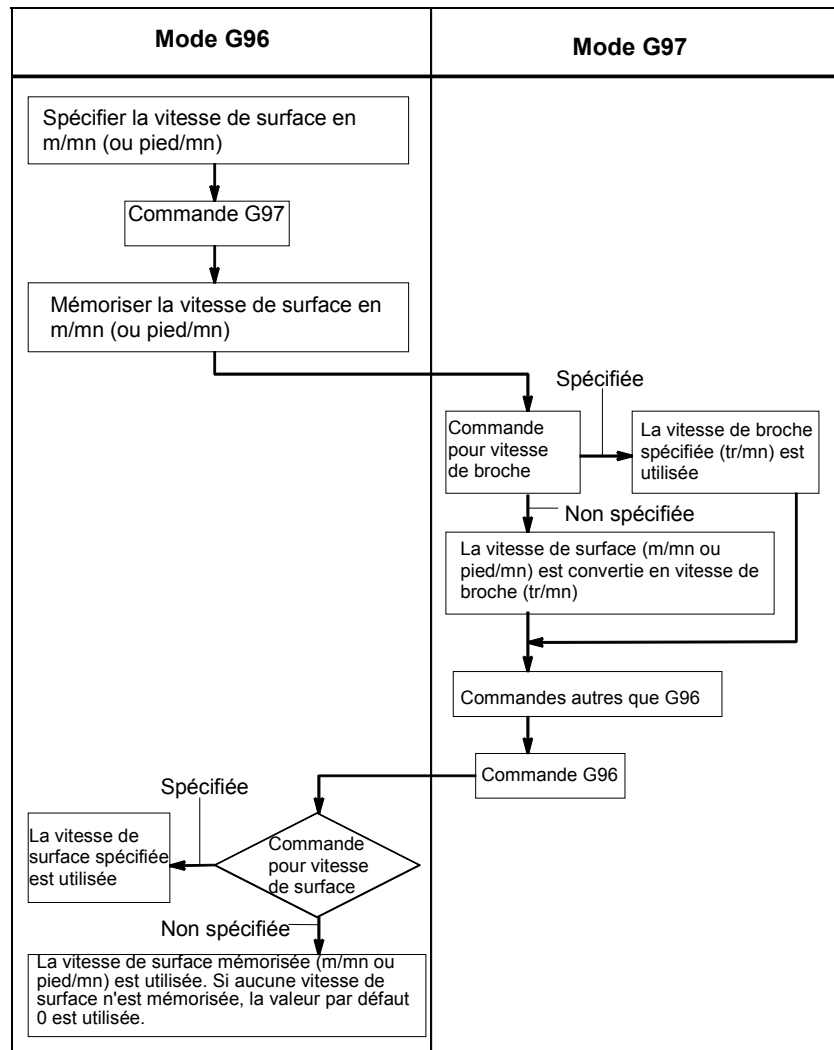 Mode G96
Mode G97
Spécifier la vitesse de surface en
m/mn (ou pied/mn)
Commande G97
Mémoriser la vitesse de surface en
m/mn (ou pied/mn)
Spécifiée
Commande
pour vitesse
de broche
La vitesse de broche
spécifiée (tr/mn) est
utilisée
Non spécifiée
La vitesse de surface (m/mn ou
pied/mn) est convertie en vitesse de
broche (tr/mn)
Commandes autres que G96
Commande G96
Spécifiée
La vitesse de
surface spécifiée
est utilisée
Commande
pour vitesse
de surface
Non spécifiée
La vitesse de surface mémorisée (m/mn ou
pied/mn) est utilisée. Si aucune vitesse de
surface n'est mémorisée, la valeur par défaut
0 est utilisée.